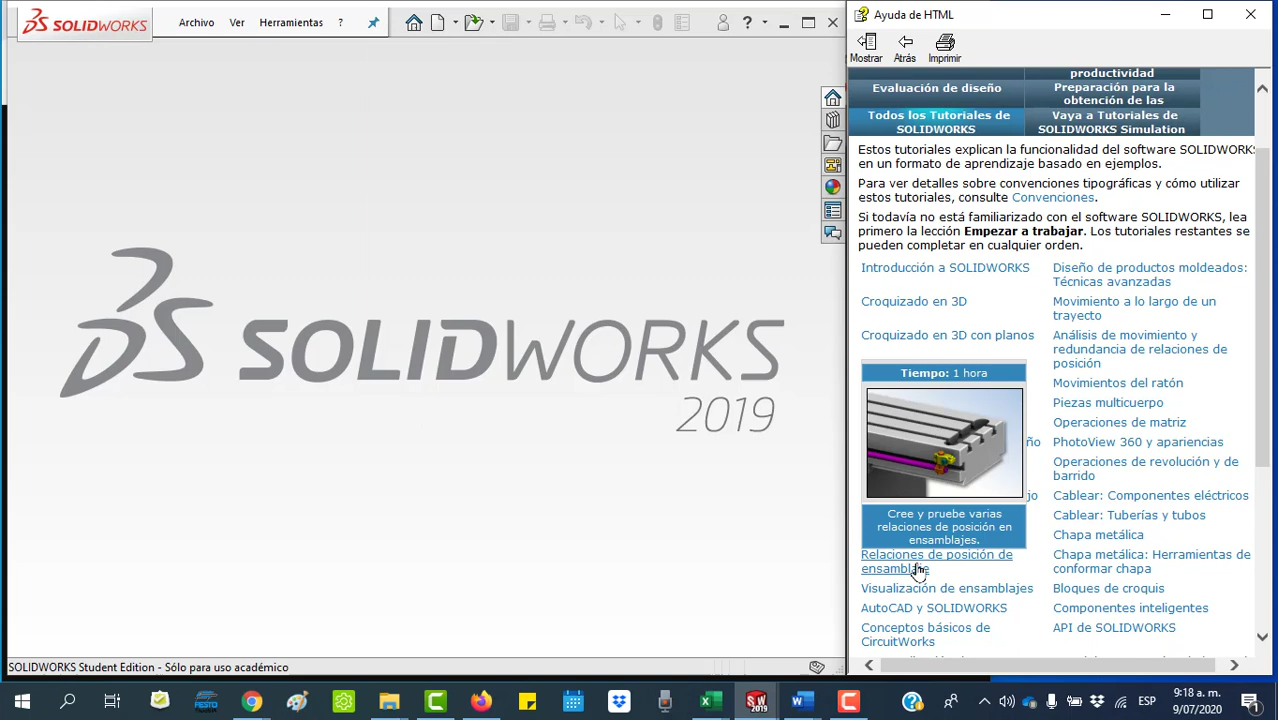 SOLIDWORKS
Archivo Ver Herramientas ?
?
SOLIDWORKS
2019
SOLIDWORKS Student Edition - Sólo para uso académico
Ayuda de HTML
Mostrar Atrás Imprimir
productividad
Evaluación de diseño
Preparación para la
obtención de las
Todos los Tutoriales de
SOLIDWORKS
Vaya a Tutoriales de
SOLIDWORKS Simulation
Estos tutoriales explican la funcionalidad del software SOLIDWORKS
en un formato de aprendizaje basado en ejemplos.
Para ver detalles sobre convenciones tipográficas y cómo utilizar
estos tutoriales, consulte Convenciones.
Si todavía no está familiarizado con el software SOLIDWORKS, lea
primero la lección Empezar a trabajar. Los tutoriales restantes se
pueden completar en cualquier orden.
Introducción a SOLIDWORKS
Croquizado en 3D
Croquizado en 3D con planos
Tiempo: 1 hora
Cree y pruebe varias
relaciones de posición en
ensamblajes.
Relaciones de posición de
ensamblaje
Visualización de ensamblajes
AutoCAD y SOLIDWORKS
Conceptos básicos de
CircuitWorks
Diseño de productos moldeados:
Técnicas avanzadas
Movimiento a lo largo de un
trayecto
Análisis de movimiento y
redundancia de relaciones de
posición
Movimientos del ratón
Piezas multicuerpo
Operaciones de matriz
PhotoView 360 y apariencias
Operaciones de revolución y de
barrido
Cablear: Componentes eléctricos
Cablear: Tuberías y tubos
Chapa metálica
Chapa metálica: Herramientas de
conformar chapa
Bloques de croquis
Componentes inteligentes
API de SOLIDWORKS
FESTO
SW
2019
ESP
9:18 a. m.
9/07/2020